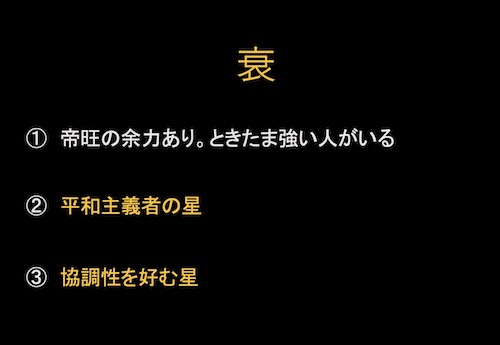 衰
① 帝旺の余力あり。ときたま強い人がいる
② 平和主義者の星
③ 協調性を好む星